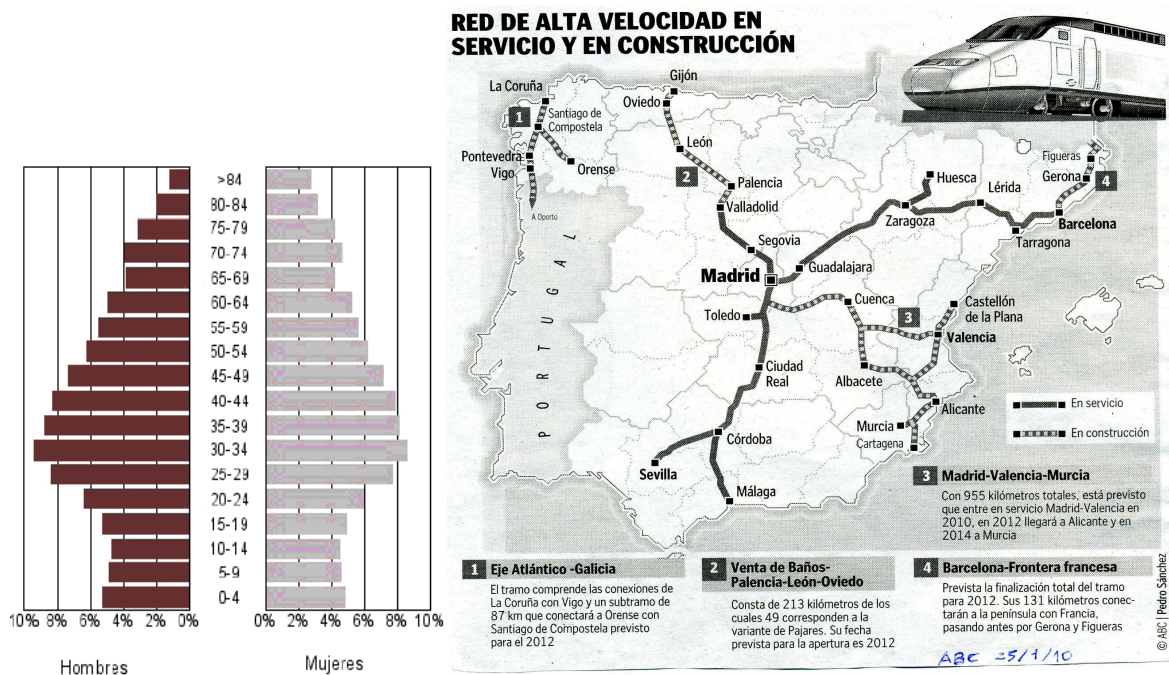 >84
80-84
75-79
70-74
65-69
60-64
55-59
50-54
45-49
40-44
35-39
30-34
25-29
20-24
15-19
10-14
5-9
0-4
10% 8% 6% 4% 2% 0%
0% 2% 4% 6% 8% 10%
Hombres
Mujeres
RED DE ALTA VELOCIDAD EN
SERVICIO Y EN CONSTRUCCIÓN
La Coruña
Gijón
Oviedo
1
Santiago de
Compostela
León
Pontevedra
Vigo
Orense
2
Palencia
Valladolid
A Oporto
Segovia
Madrid
Guadalajara
Huesca
Zaragoza
Lérida
Figueras
Gerona
4
Barcelona
Tarragona
PORTUGAL
Toledo
Cuenca
3
Castellón
de la Plana
Valencia
Ciudad
Real
Albacete
Alicante
Murcia
Cartagena
Córdoba
Sevilla
Málaga
En servicio
En construcción
3 Madrid-Valencia-Murcia
Con 955 kilómetros totales, está previsto
que entre en servicio Madrid-Valencia en
2010, en 2012 llegará a Alicante y en
2014 a Murcia
1 Eje Atlántico -Galicia
El tramo comprende las conexiones de
La Coruña con Vigo y un subtramo de
87 km que conectará a Orense con
Santiago de Compostela previsto
para el 2012
2 Venta de Baños-
Palencia-León-Oviedo
Consta de 213 kilómetros de los
cuales 49 corresponden a la
variante de Pajares. Su fecha
prevista para la apertura es 2012
4 Barcelona-Frontera francesa
Prevista la finalización total del tramo
para 2012. Sus 131 kilómetros conec-
tarán a la península con Francia,
pasando antes por Gerona y Figueras
© ABC | Pedro Sánchez
ABC 25/1/10